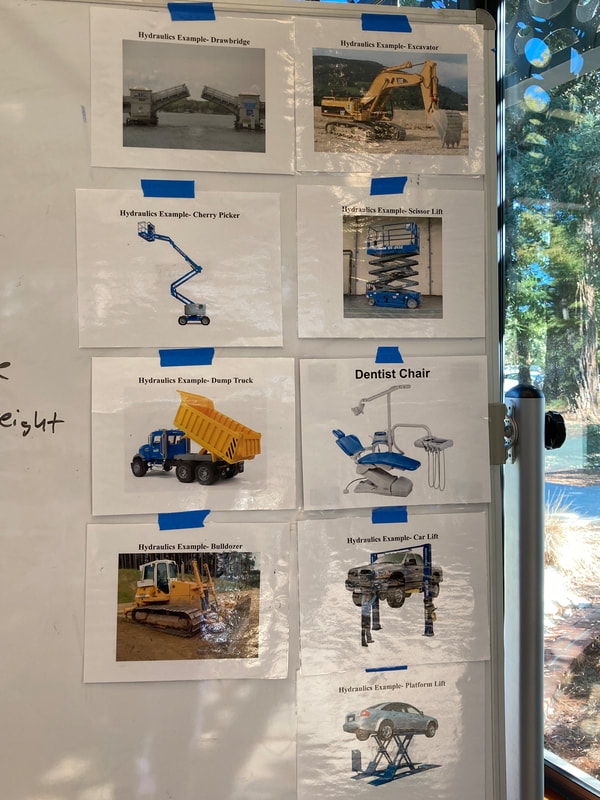 Hydraulics Example- Drawbridge
Hydraulics Example- Excavator
Hydraulics Example- Cherry Picker
Hydraulics Example- Scissor Lift
Hydraulics Example- Dump Truck
Dentist Chair
eight
Hydraulics Example- Bulldozer
Hydraulics Example- Car Lift
Hydraulics Example- Platform Lift